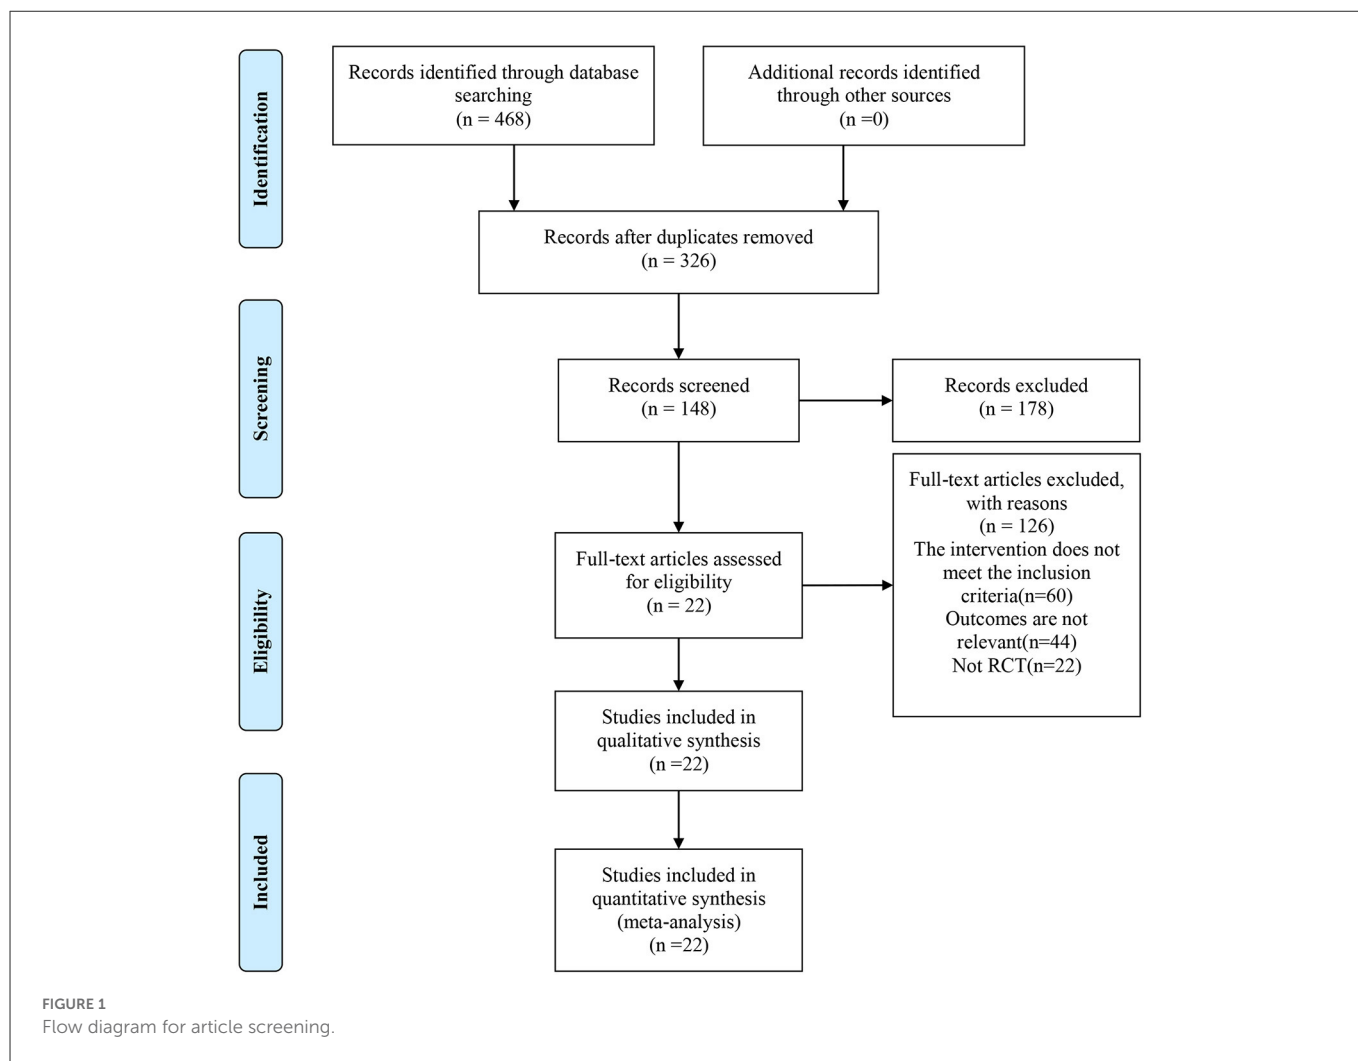 Identification
Records identified through database
searching
(n = 468)
Additional records identified
through other sources
(n =0)
Records after duplicates removed
(n = 326)
Screening
Records screened
(n = 148)
Records excluded
(n = 178)
Eligibility
Full-text articles assessed
for eligibility
(n = 22)
Full-text articles excluded,
with reasons
(n = 126)
The intervention does not
meet the inclusion
criteria(n=60)
Outcomes are not
relevant(n=44)
Not RCT(n=22)
Studies included in
qualitative synthesis
(n =22)
Included
Studies included in
quantitative synthesis
(meta-analysis)
(n =22)
FIGURE 1
Flow diagram for article screening.